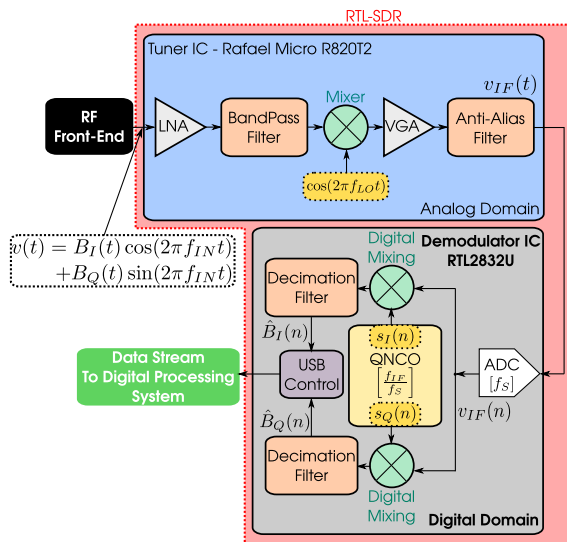 RTL-SDR
Tuner IC - Rafael Micro R820T2
v_{IF}(t)
RF
Front-End
LNA
BandPass
Filter
Mixer
VGA
Anti-Alias
Filter
cos(2πf_{LO}t)
Analog Domain
v(t) = B_I(t) cos(2πf_{IN}t)
+B_Q(t) sin(2πf_{IN}t)
Digital
Mixing
Demodulator IC
RTL2832U
Decimation
Filter
B̂_I(n)
s_I(n)
QNCO
[f_{IF}/f_S]
s_Q(n)
USB
Control
ADC
[f_S]
v_{IF}(n)
Data Stream
To Digital Processing
System
B̂_Q(n)
Decimation
Filter
Digital
Mixing
Digital Domain